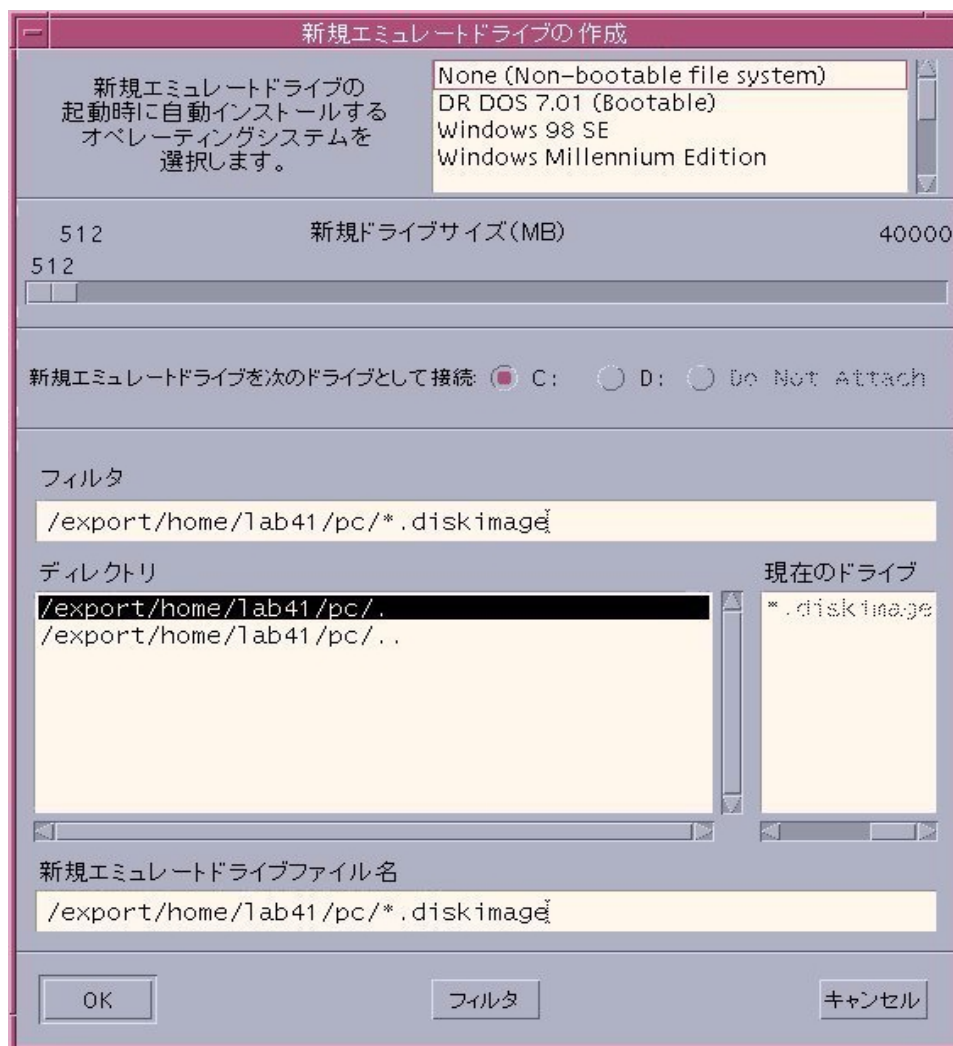 新規エミュレートドライブの作成
新規エミュレートドライブの
起動時に自動インストールする
オペレーティングシステムを
選択します。
None (Non-bootable file system)
DR DOS 7.01 (Bootable)
Windows 98 SE
Windows Millennium Edition
512 新規ドライブサイズ(MB) 40000
512
新規エミュレートドライブを次のドライブとして接続: C: D: Do Not Attach
フィルタ
/export/home/lab41/pc/*.diskimage
ディレクトリ
/export/home/lab41/pc/.
/export/home/lab41/pc/..
現在のドライブ
*.diskimage
新規エミュレートドライブファイル名
/export/home/lab41/pc/*.diskimage
OK フィルタ キャンセル